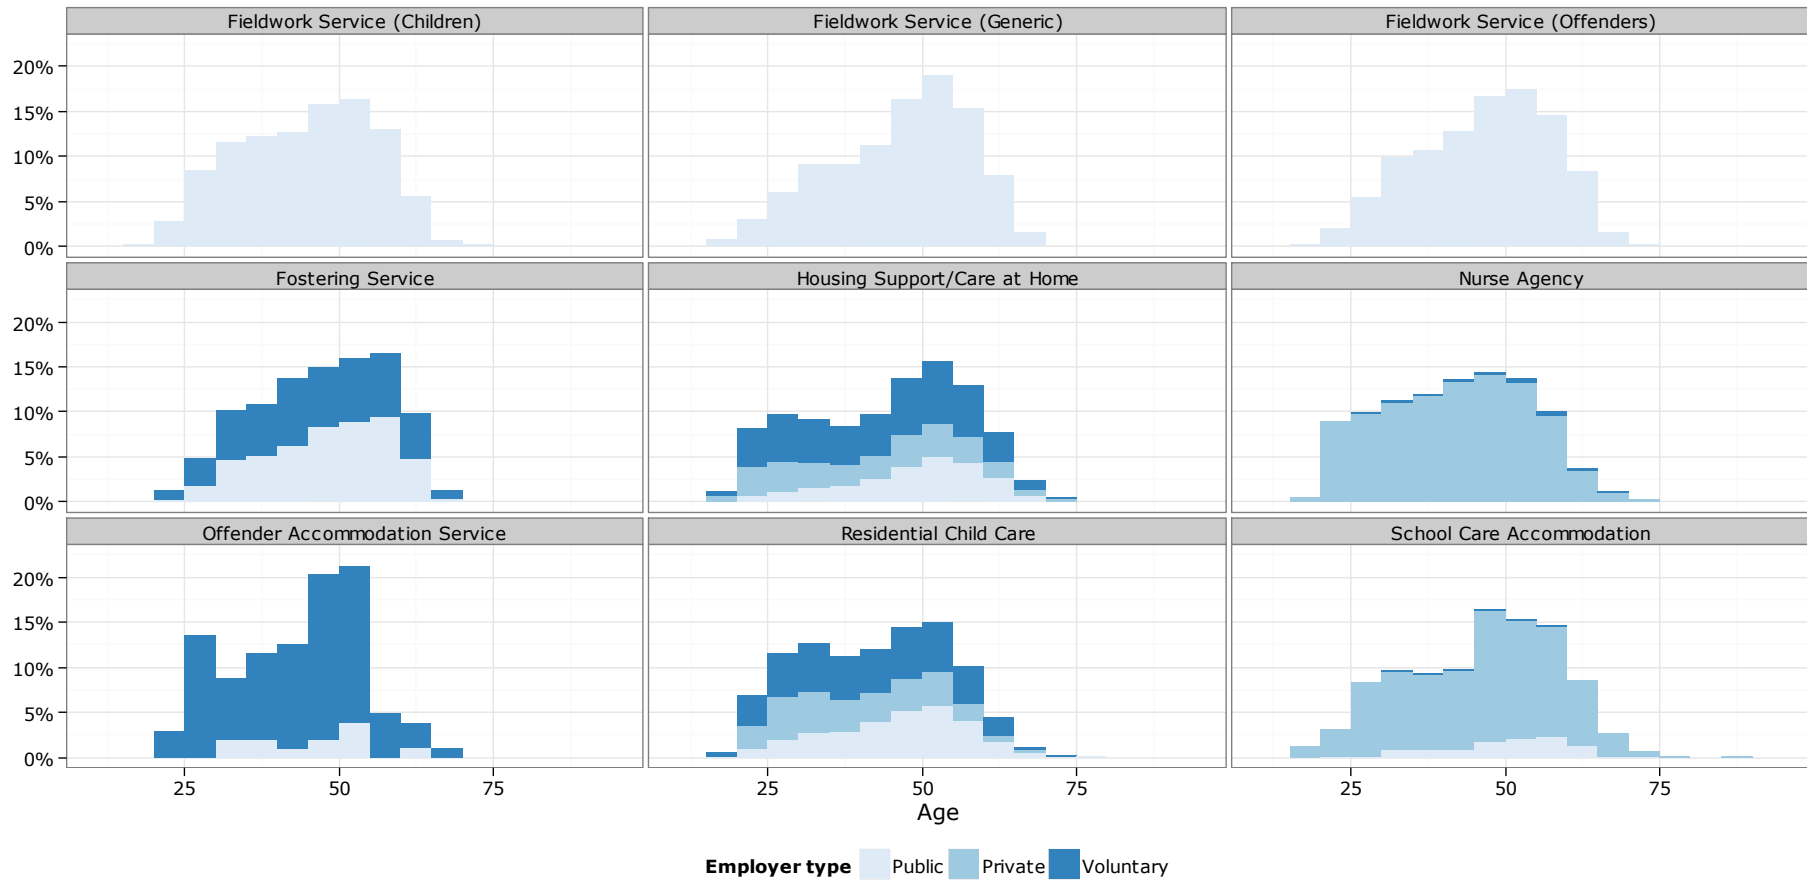 Fieldwork Service (Children)
Fieldwork Service (Generic)
Fieldwork Service (Offenders)
20%
15%
10%
5%
0%
Fostering Service
Housing Support/Care at Home
Nurse Agency
20%
15%
10%
5%
0%
Offender Accommodation Service
Residential Child Care
School Care Accommodation
20%
15%
10%
5%
0%
25 50 75
25 50 75
25 50 75
Age
Employer type Public Private Voluntary